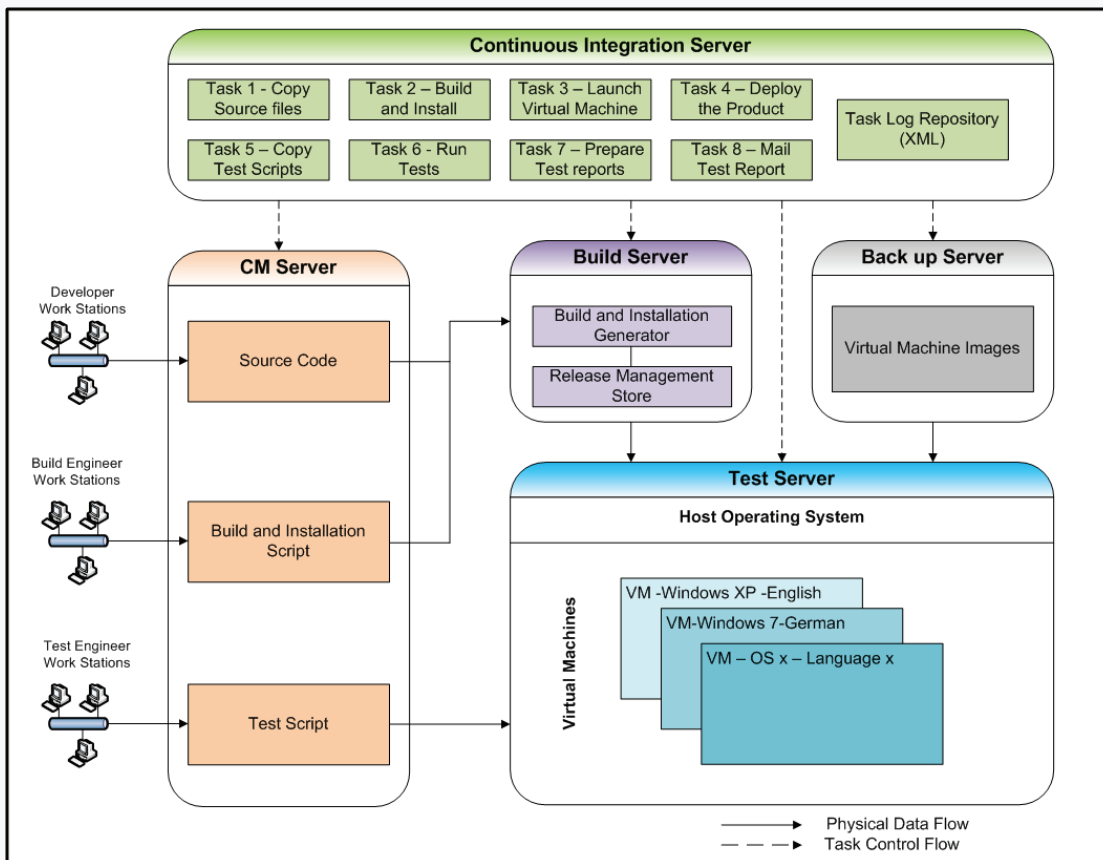 Continuous Integration Server
Task 1 - Copy
Source files
Task 2 – Build
and Install
Task 3 – Launch
Virtual Machine
Task 4 – Deploy
the Product
Task Log Repository
(XML)
Task 5 – Copy
Test Scripts
Task 6 - Run
Tests
Task 7 – Prepare
Test reports
Task 8 – Mail
Test Report
CM Server
Build Server
Back up Server
Developer
Work Stations
Source Code
Build and Installation
Generator
Release Management
Store
Virtual Machine Images
Build Engineer
Work Stations
Build and Installation
Script
Test Server
Host Operating System
Virtual Machines
VM -Windows XP -English
VM-Windows 7-German
VM – OS x – Language x
Test Engineer
Work Stations
Test Script
Physical Data Flow
Task Control Flow